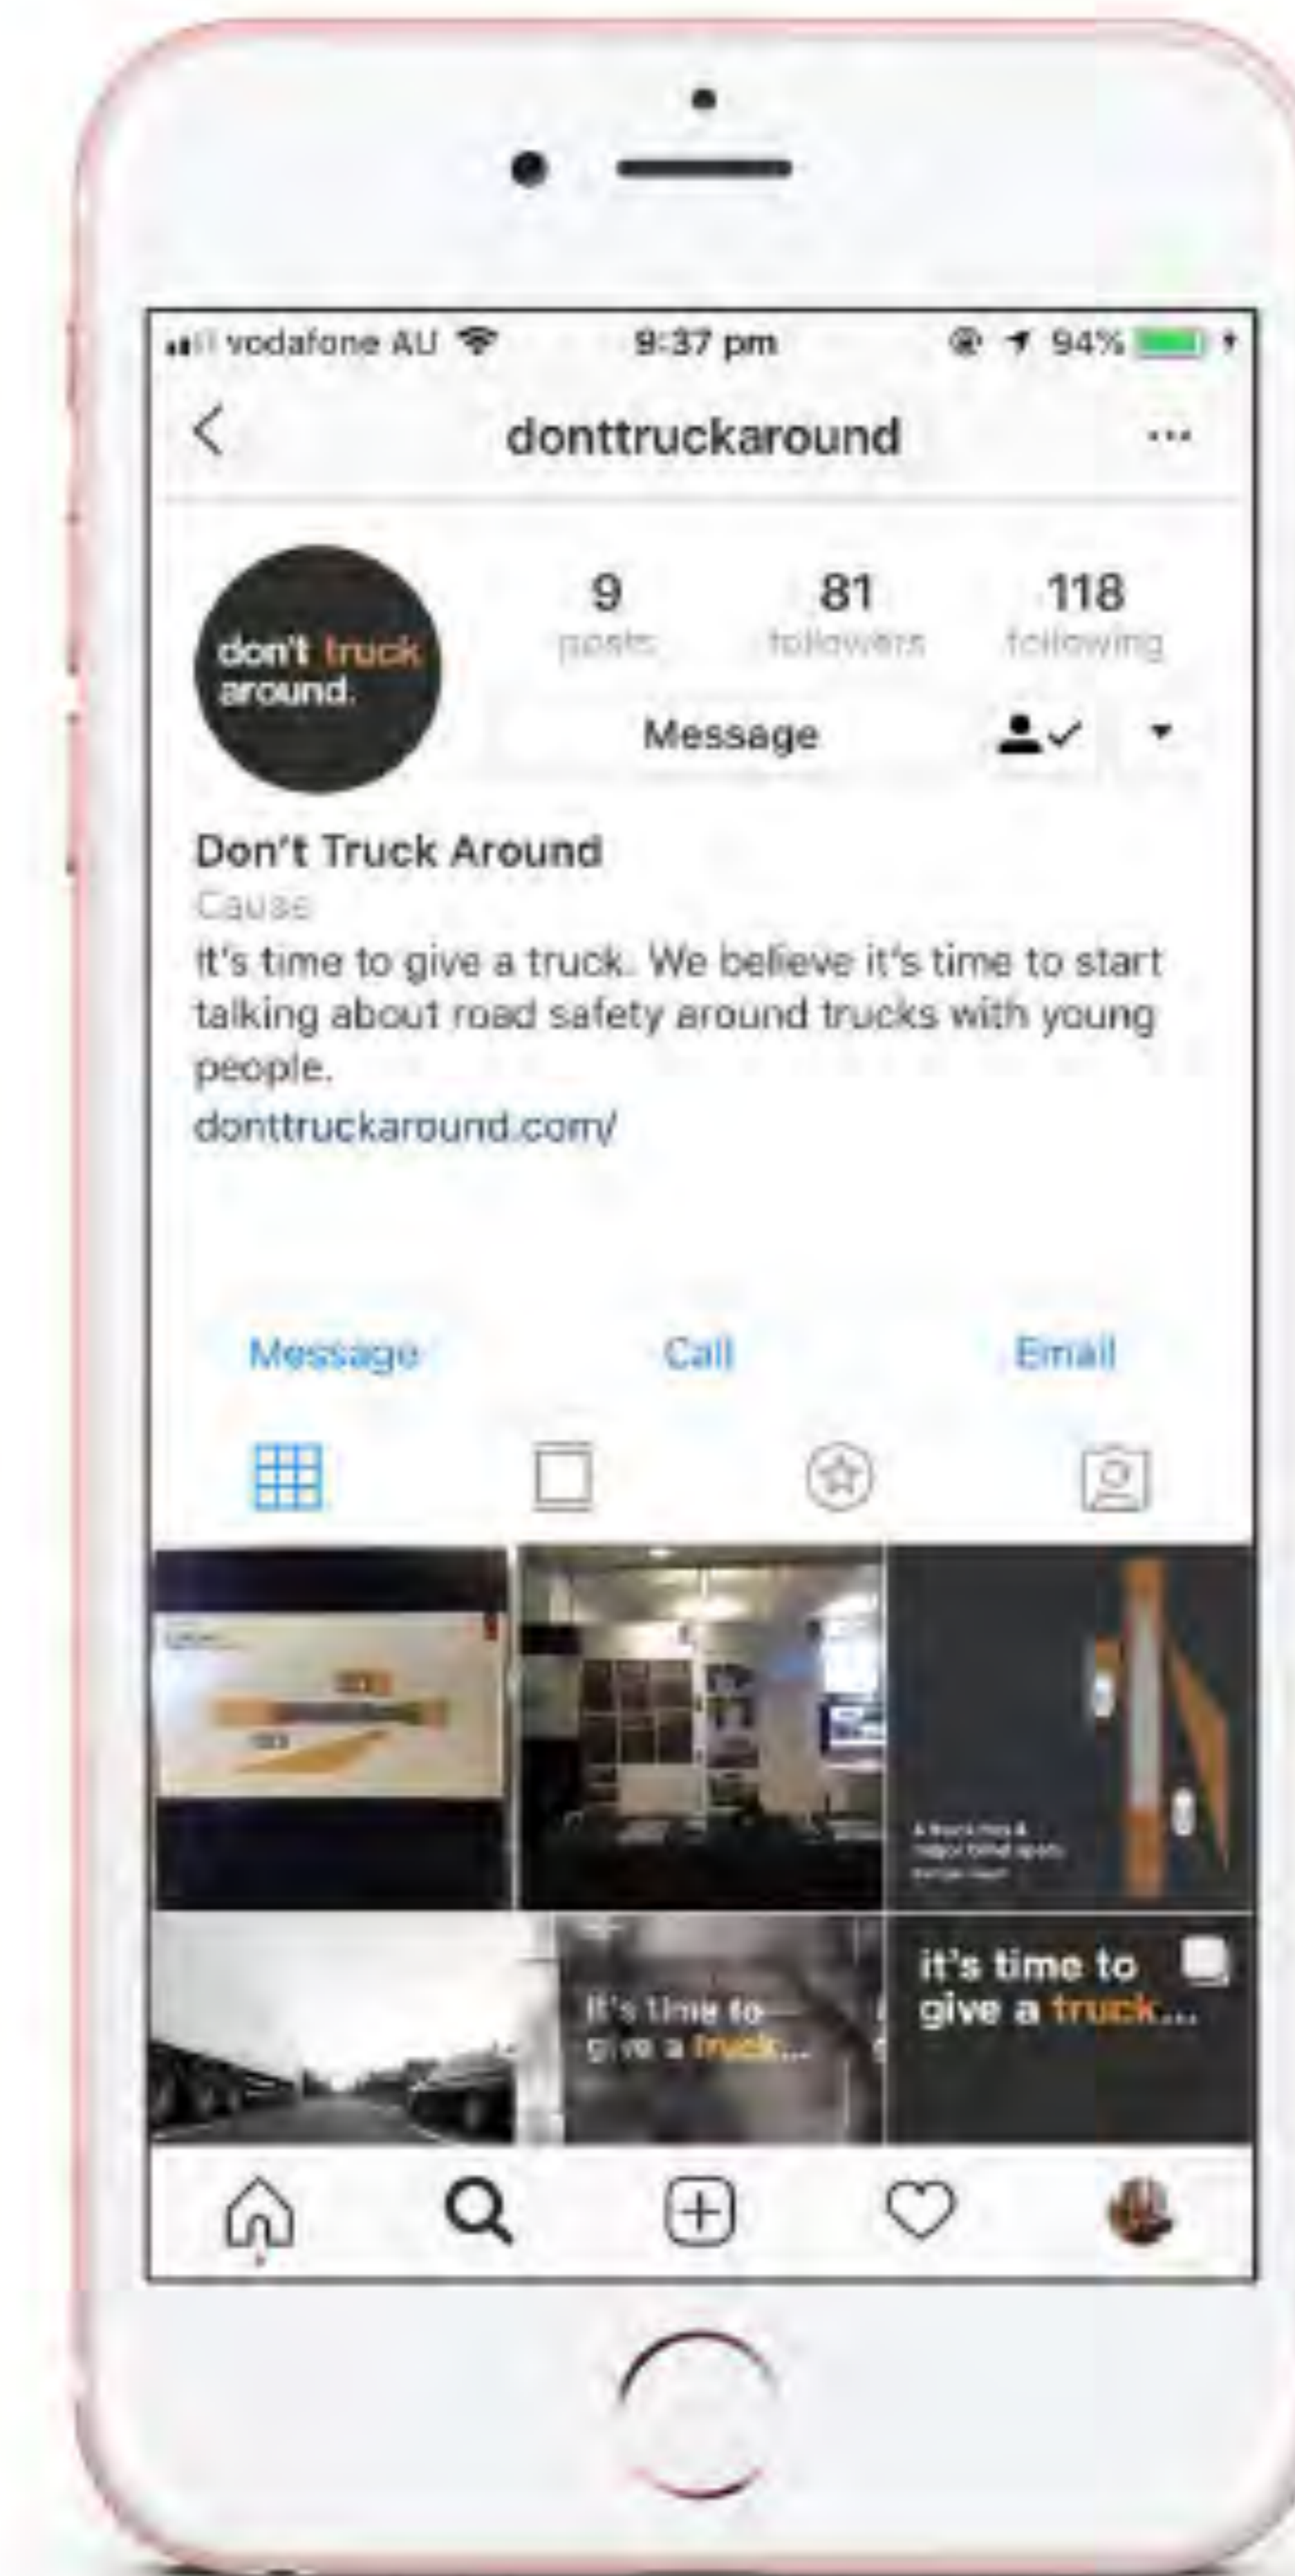 vodafone AU
9:37 pm
94%
donttruckaround
don't truck
around.
9
posts
81
followers
118
following
Message
Don't Truck Around
Cause
It's time to give a truck. We believe it's time to start
talking about road safety around trucks with young
people.
donttruckaround.com/
Message
Call
Email
it's time to
give a truck...
it's time to
give a truck...